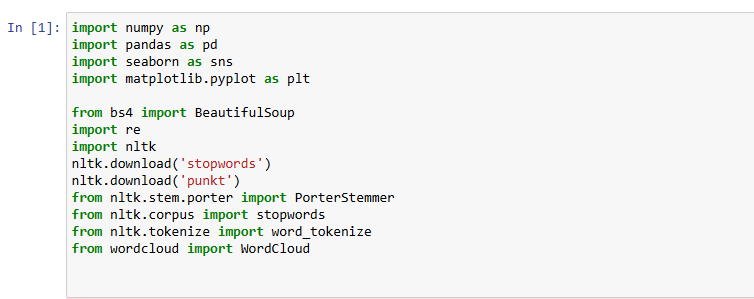 In [1]: import numpy as np
import pandas as pd
import seaborn as sns
import matplotlib.pyplot as plt
from bs4 import BeautifulSoup
import re
import nltk
nltk.download('stopwords')
nltk.download('punkt')
from nltk.stem.porter import PorterStemmer
from nltk.corpus import stopwords
from nltk.tokenize import word_tokenize
from wordcloud import WordCloud